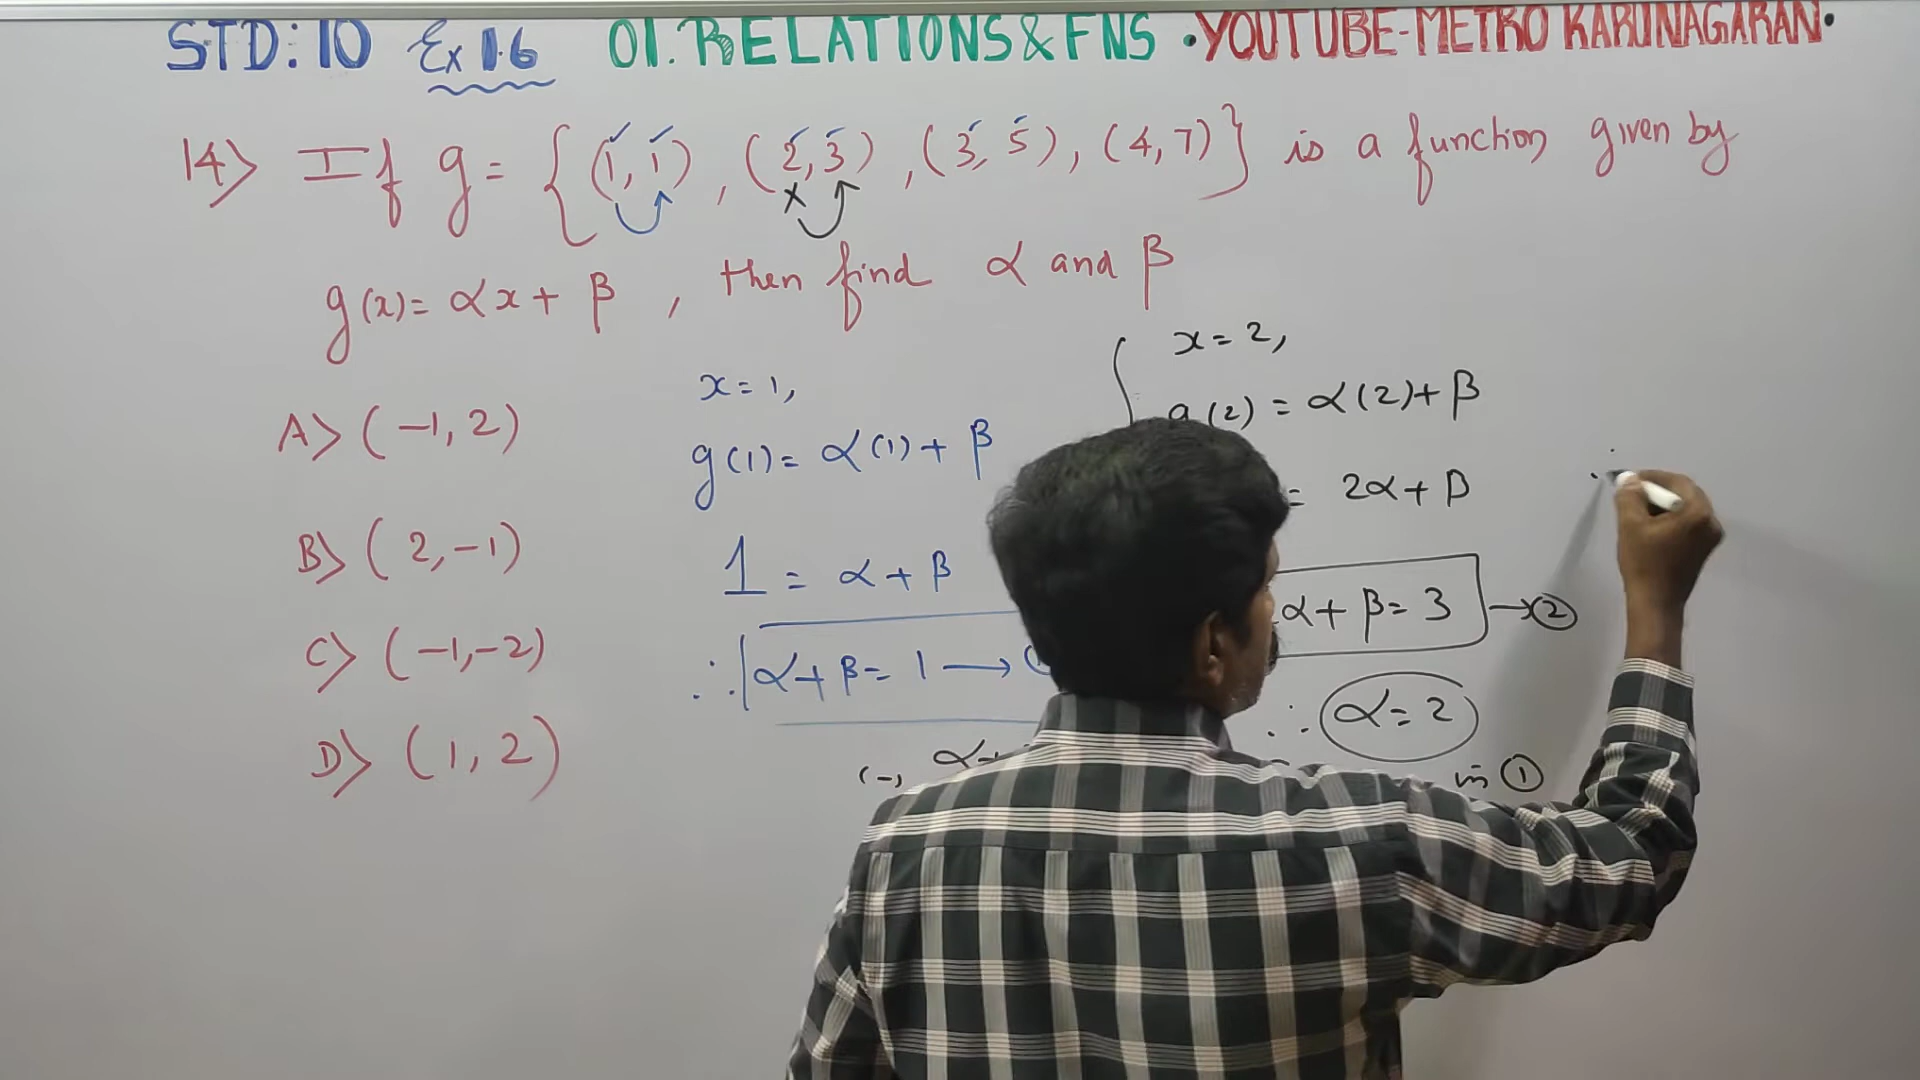 STD: 10 Ex 1.6 01. RELATIONS & FNS • YOUTUBE-METRO KARUNAGARAN •
14) If g = {(1, 1), (2, 3), (3, 5), (4, 7)} is a function given by
g(x) = αx + β, then find α and β
A) (-1, 2)
B) (2, -1)
C) (-1, -2)
D) (1, 2)
x = 1,
g(1) = α(1) + β
1 = α + β
∴ α + β = 1 →
(-) α+
x = 2,
g(2) = α(2) + β
= 2α + β
α + β = 3 → ②
∴ α = 2
in ①
∴